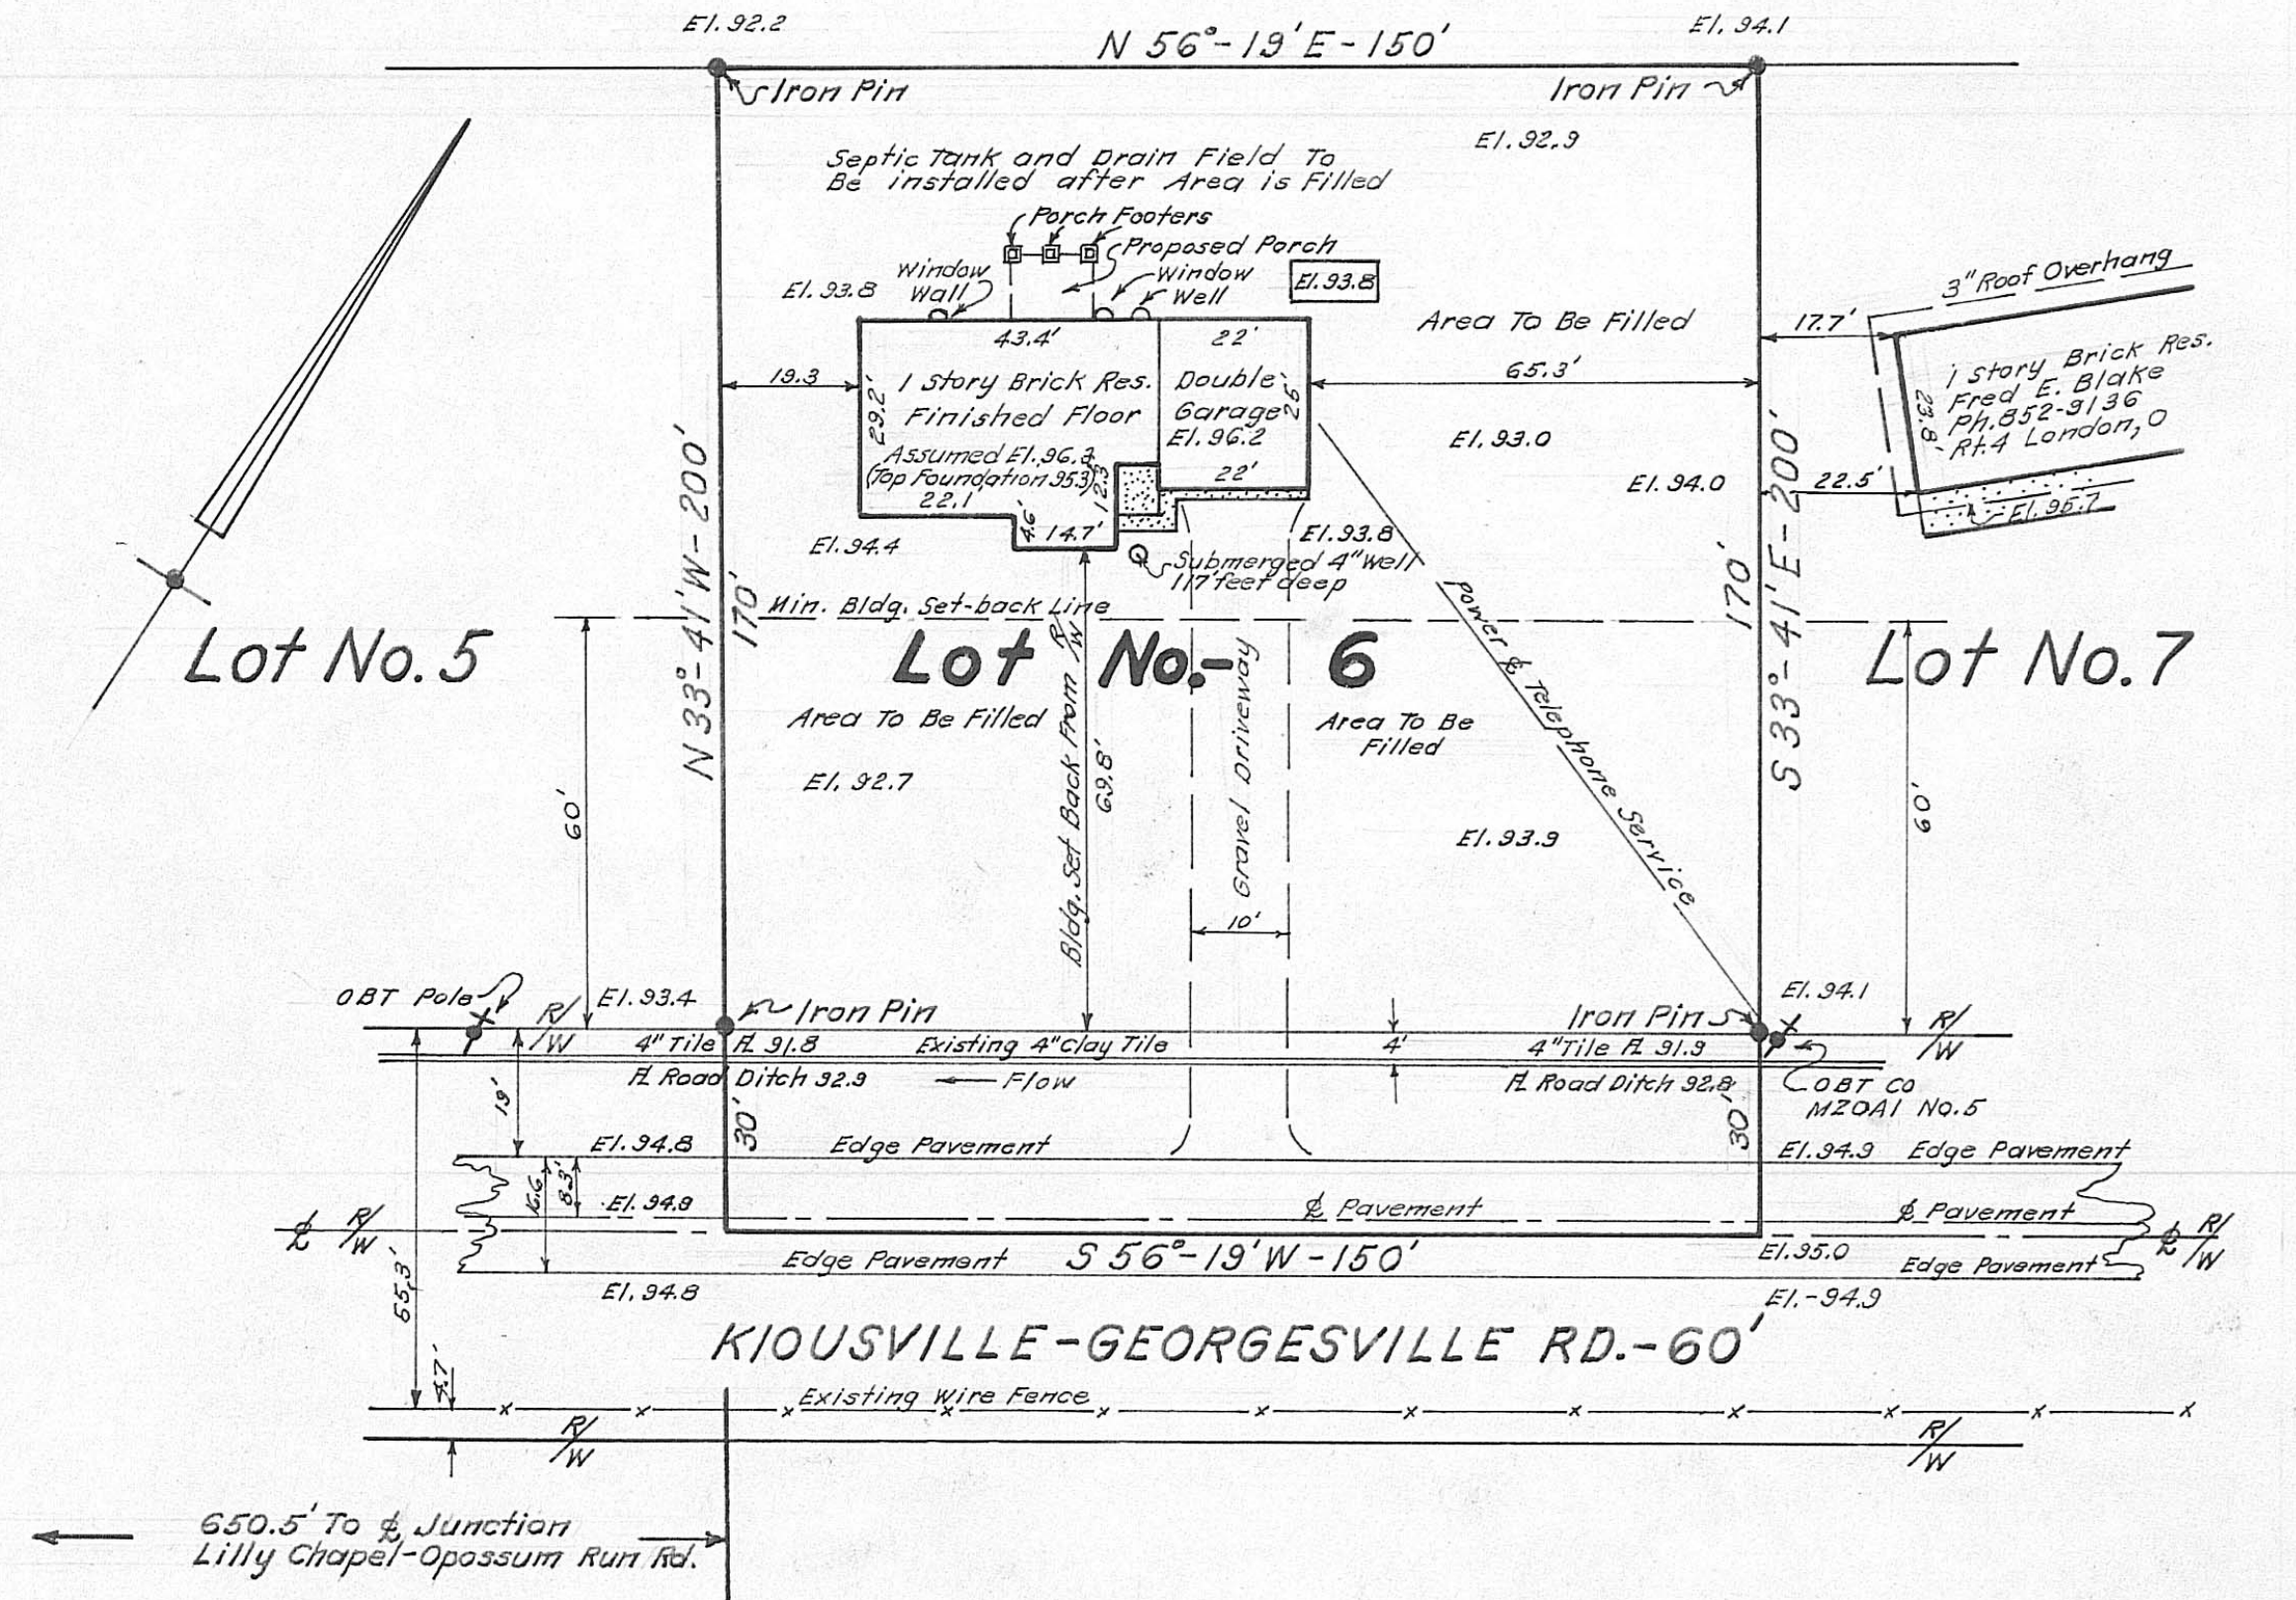 El. 92.2
El. 94.1
N 56°-19' E - 150'
Iron Pin
Iron Pin
El. 92.9
Septic Tank and Drain Field To
Be installed after Area is Filled
Porch Footers
Proposed Porch
Window
Wall
Window
Well
El. 93.8
El. 93.8
3" Roof Overhang
43.4'
22'
Area To Be Filled
17.7'
19.3
65.3'
29.2'
1 Story Brick Res.
Finished Floor
Assumed El. 96.2
(Top Foundation 95.3)
22.1
4.6'
14.7'
12.3
Double
Garage
El. 96.2
25'
22'
El. 93.0
El. 94.0
22.5'
1 Story Brick Res.
Fred E. Blake
Ph. 852-9136
Rt. 4 London, O
23.8'
El. 95.7
El. 94.4
El. 93.8
Submerged 4" Well
117' feet deep
N 33°-41' W - 200'
170'
170'
S 33°-41' E - 200'
Min. Bldg. Set-back Line
Lot No. 5
Lot No.- 6
Lot No. 7
Area To Be Filled
Area To Be
Filled
El. 92.7
El. 93.9
60'
60'
Bldg. Set Back From R/W
69.8'
Gravel Driveway
10'
Power & Telephone Service
OBT Pole
El. 93.4
R/W
Iron Pin
Iron Pin
El. 94.1
R/W
4" Tile FL 91.8
Existing 4" Clay Tile
4'
4" Tile FL 91.9
FL Road Ditch 92.9
Flow
FL Road Ditch 92.8
OBT CO
MZOAI No. 5
19'
30'
30'
El. 94.8
Edge Pavement
El. 94.9
Edge Pavement
16.6'
8.3'
El. 94.9
℄ Pavement
℄ Pavement
℄ R/W
℄ R/W
Edge Pavement
S 56°-19' W - 150'
El. 95.0
Edge Pavement
El. 94.8
El.-94.9
55.3'
KIOUSVILLE-GEORGESVILLE RD.-60'
4.7'
Existing Wire Fence
R/W
R/W
650.5' To ℄ Junction
Lilly Chapel-Opossum Run Rd.